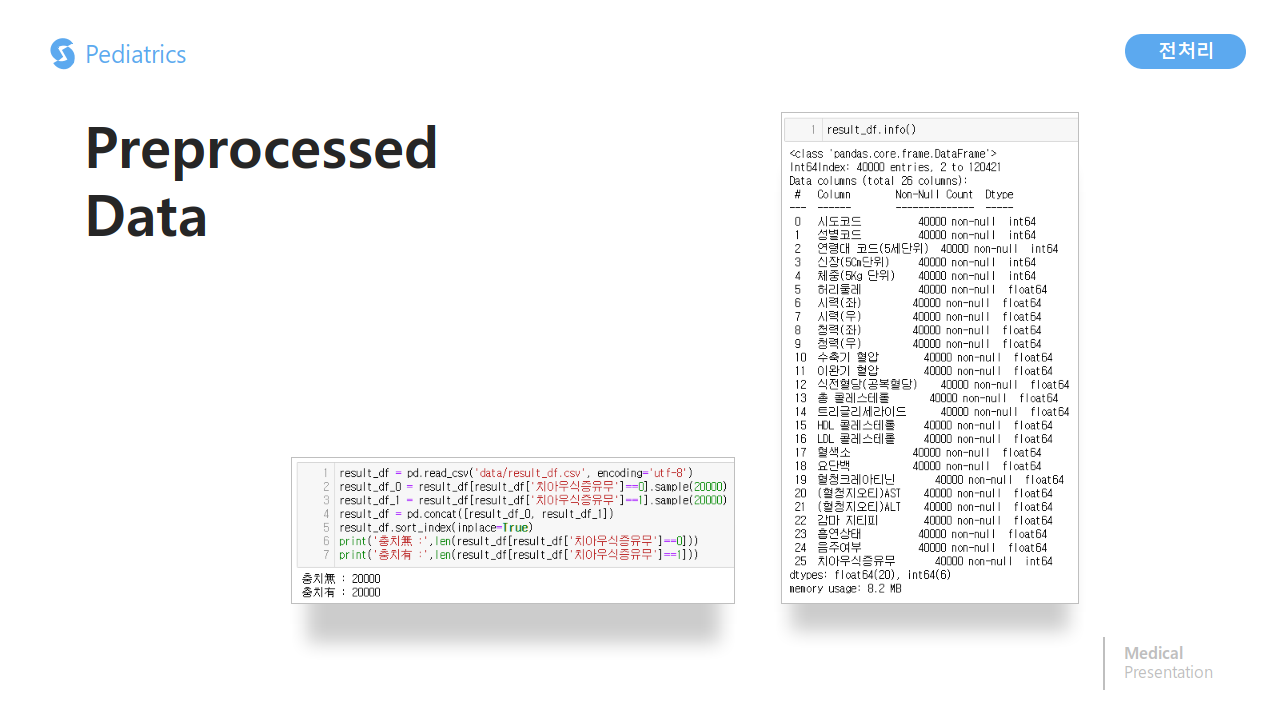 Pediatrics
전처리
Preprocessed
Data
1 result_df = pd.read_csv('data/result_df.csv', encoding='utf-8')
2 result_df_0 = result_df[result_df['치아우식증유무']==0].sample(20000)
3 result_df_1 = result_df[result_df['치아우식증유무']==1].sample(20000)
4 result_df = pd.concat([result_df_0, result_df_1])
5 result_df.sort_index(inplace=True)
6 print('충치無 :',len(result_df[result_df['치아우식증유무']==0]))
7 print('충치有 :',len(result_df[result_df['치아우식증유무']==1]))
충치無 : 20000
충치有 : 20000
1 result_df.info()
<class 'pandas.core.frame.DataFrame'>
Int64Index: 40000 entries, 2 to 120421
Data columns (total 26 columns):
# Column Non-Null Count Dtype
--- ------ -------------- -----
0 시도코드 40000 non-null int64
1 성별코드 40000 non-null int64
2 연령대 코드(5세단위) 40000 non-null int64
3 신장(5Cm단위) 40000 non-null int64
4 체중(5Kg 단위) 40000 non-null int64
5 허리둘레 40000 non-null float64
6 시력(좌) 40000 non-null float64
7 시력(우) 40000 non-null float64
8 청력(좌) 40000 non-null float64
9 청력(우) 40000 non-null float64
10 수축기 혈압 40000 non-null float64
11 이완기 혈압 40000 non-null float64
12 식전혈당(공복혈당) 40000 non-null float64
13 총 콜레스테롤 40000 non-null float64
14 트리글리세라이드 40000 non-null float64
15 HDL 콜레스테롤 40000 non-null float64
16 LDL 콜레스테롤 40000 non-null float64
17 혈색소 40000 non-null float64
18 요단백 40000 non-null float64
19 혈청크레아티닌 40000 non-null float64
20 (혈청지오티)AST 40000 non-null float64
21 (혈청지오티)ALT 40000 non-null float64
22 감마 지티피 40000 non-null float64
23 흡연상태 40000 non-null float64
24 음주여부 40000 non-null float64
25 치아우식증유무 40000 non-null int64
dtypes: float64(20), int64(6)
memory usage: 8.2 MB
Medical
Presentation